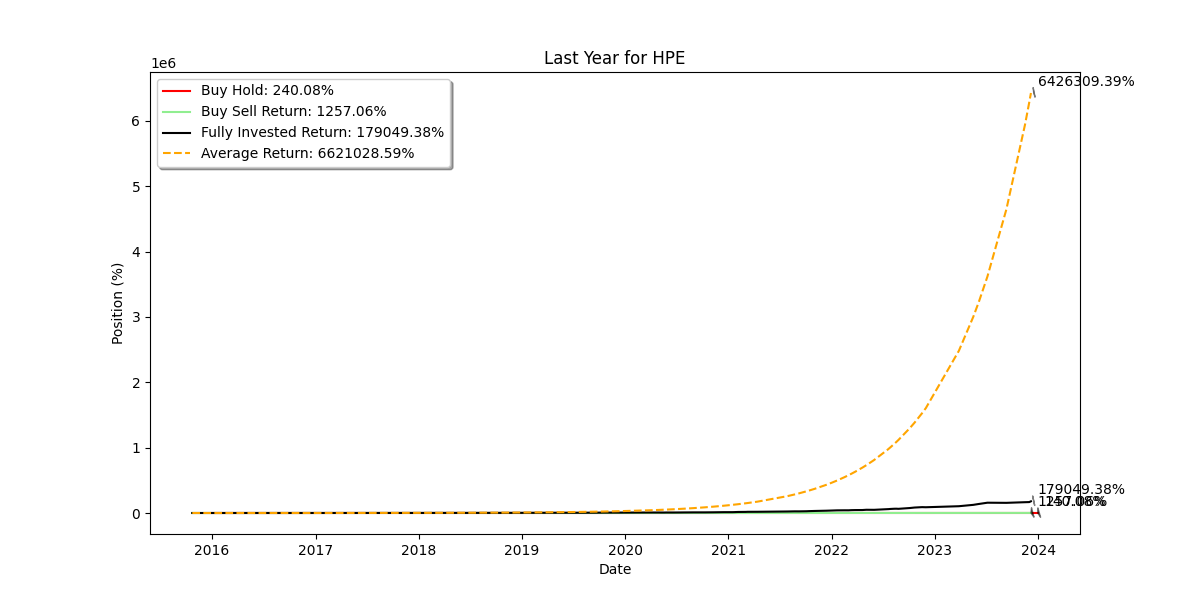 Last Year for HPE
1e6
6426309.39%
Buy Hold: 240.08%
Buy Sell Return: 1257.06%
Fully Invested Return: 179049.38%
Average Return: 6621028.59%
6
5
4
3
2
1
0
Position (%)
179049.38%
2016
2017
2018
2019
2020
2021
2022
2023
2024
Date